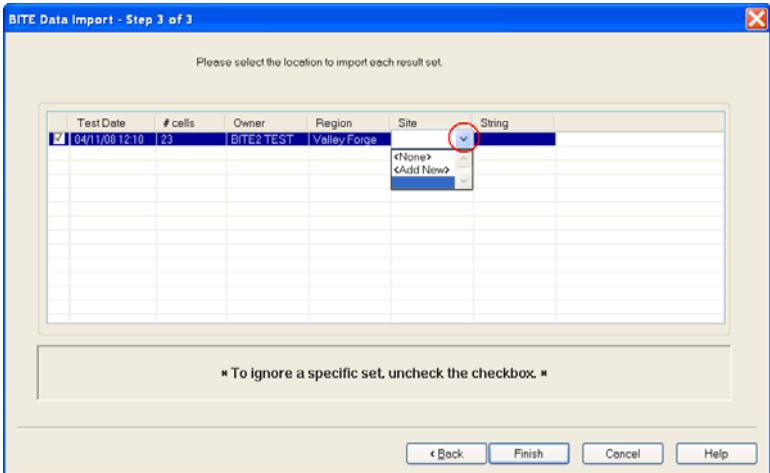 BITE Data Import - Step 3 of 3
Please select the location to import each result set.
Test Date # cells Owner Region Site String
04/11/08 12:10 23 BITE2 TEST Valley Forge
<None>
<Add New>
* To ignore a specific set, uncheck the checkbox. *
< Back Finish Cancel Help